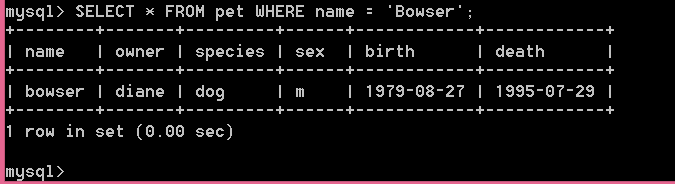 mysql> SELECT * FROM pet WHERE name = 'Bowser';
+--------+-------+---------+------+------------+------------+
| name   | owner | species | sex  | birth      | death      |
+--------+-------+---------+------+------------+------------+
| bowser | diane | dog     | m    | 1979-08-27 | 1995-07-29 |
+--------+-------+---------+------+------------+------------+
1 row in set (0.00 sec)
mysql>